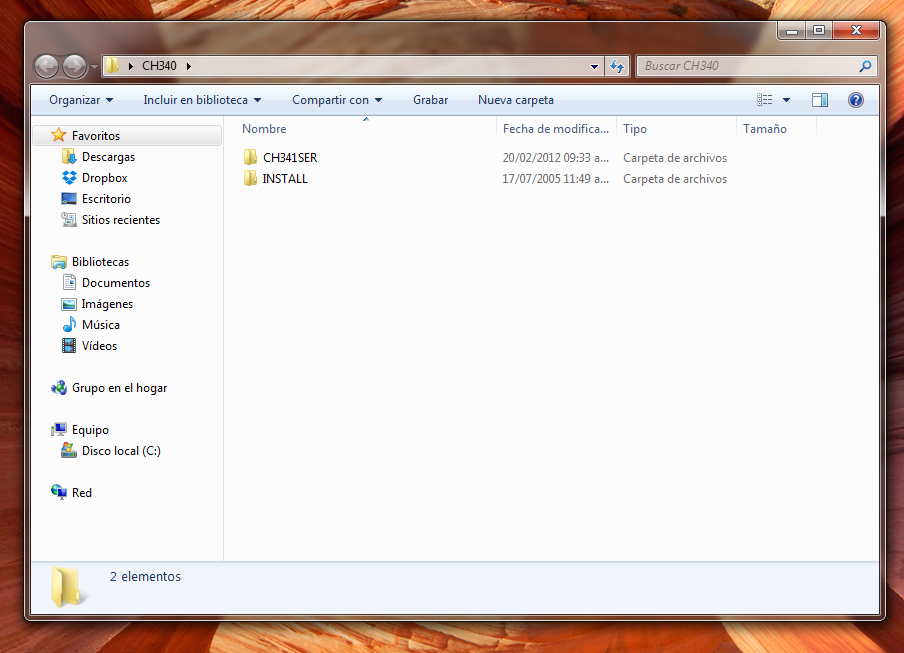 CH340
Buscar CH340
Organizar Incluir en biblioteca Compartir con Grabar Nueva carpeta
Nombre Fecha de modifica... Tipo Tamaño
Favoritos
Descargas
Dropbox
Escritorio
Sitios recientes
Bibliotecas
Documentos
Imágenes
Música
Vídeos
Grupo en el hogar
Equipo
Disco local (C:)
Red
CH341SER 20/02/2012 09:33 a... Carpeta de archivos
INSTALL 17/07/2005 11:49 a... Carpeta de archivos
2 elementos